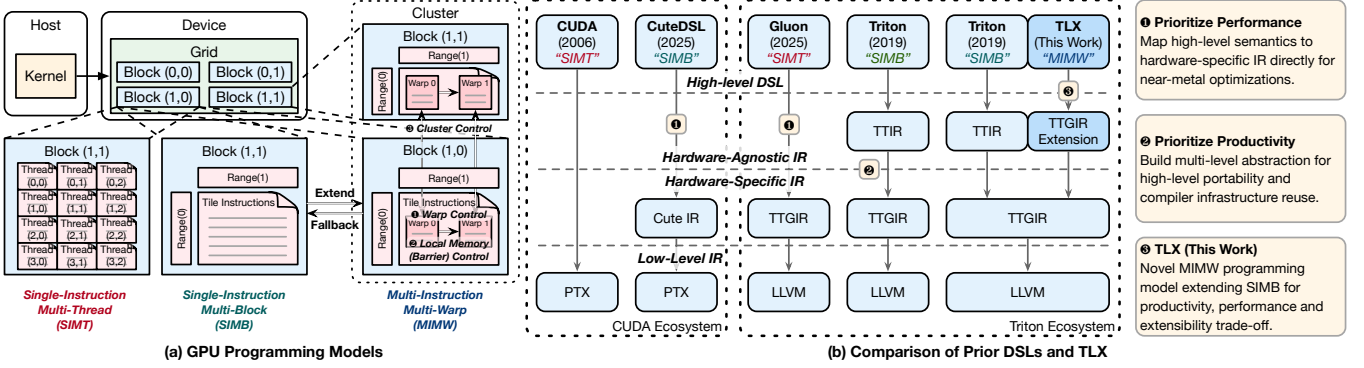 Host
Kernel
Device
Grid
Block (0,0)
Block (0,1)
Block (1,0)
Block (1,1)
Cluster
Block (1,1)
Range(1)
Range(0)
Warp 0
Warp 1
❸ Cluster Control
Block (1,1)
Thread (0,0)
Thread (0,1)
Thread (0,2)
Thread (1,0)
Thread (1,1)
Thread (1,2)
Thread (2,0)
Thread (2,1)
Thread (2,2)
Thread (3,0)
Thread (3,1)
Thread (3,2)
Block (1,1)
Range(1)
Range(0)
Tile Instructions
Extend
Fallback
Block (1,0)
Range(1)
Range(0)
Tile Instructions
❶ Warp Control
Warp 0
Warp 1
❷ Local Memory
(Barrier) Control
Single-Instruction
Multi-Thread
(SIMT)
Single-Instruction
Multi-Block
(SIMB)
Multi-Instruction
Multi-Warp
(MIMW)
(a) GPU Programming Models
CUDA
(2006)
"SIMT"
CuteDSL
(2025)
"SIMB"
Gluon
(2025)
"SIMT"
Triton
(2019)
"SIMB"
Triton
(2019)
"SIMB"
TLX
(This Work)
"MIMW"
High-level DSL
❶
❶
❸
TTIR
TTIR
TTGIR
Extension
Hardware-Agnostic IR
❷
Hardware-Specific IR
Cute IR
TTGIR
TTGIR
TTGIR
Low-Level IR
PTX
PTX
LLVM
LLVM
LLVM
CUDA Ecosystem
Triton Ecosystem
(b) Comparison of Prior DSLs and TLX
❶ Prioritize Performance
Map high-level semantics to
hardware-specific IR directly for
near-metal optimizations.
❷ Prioritize Productivity
Build multi-level abstraction for
high-level portability and
compiler infrastructure reuse.
❸ TLX (This Work)
Novel MIMW programming
model extending SIMB for
productivity, performance and
extensibility trade-off.